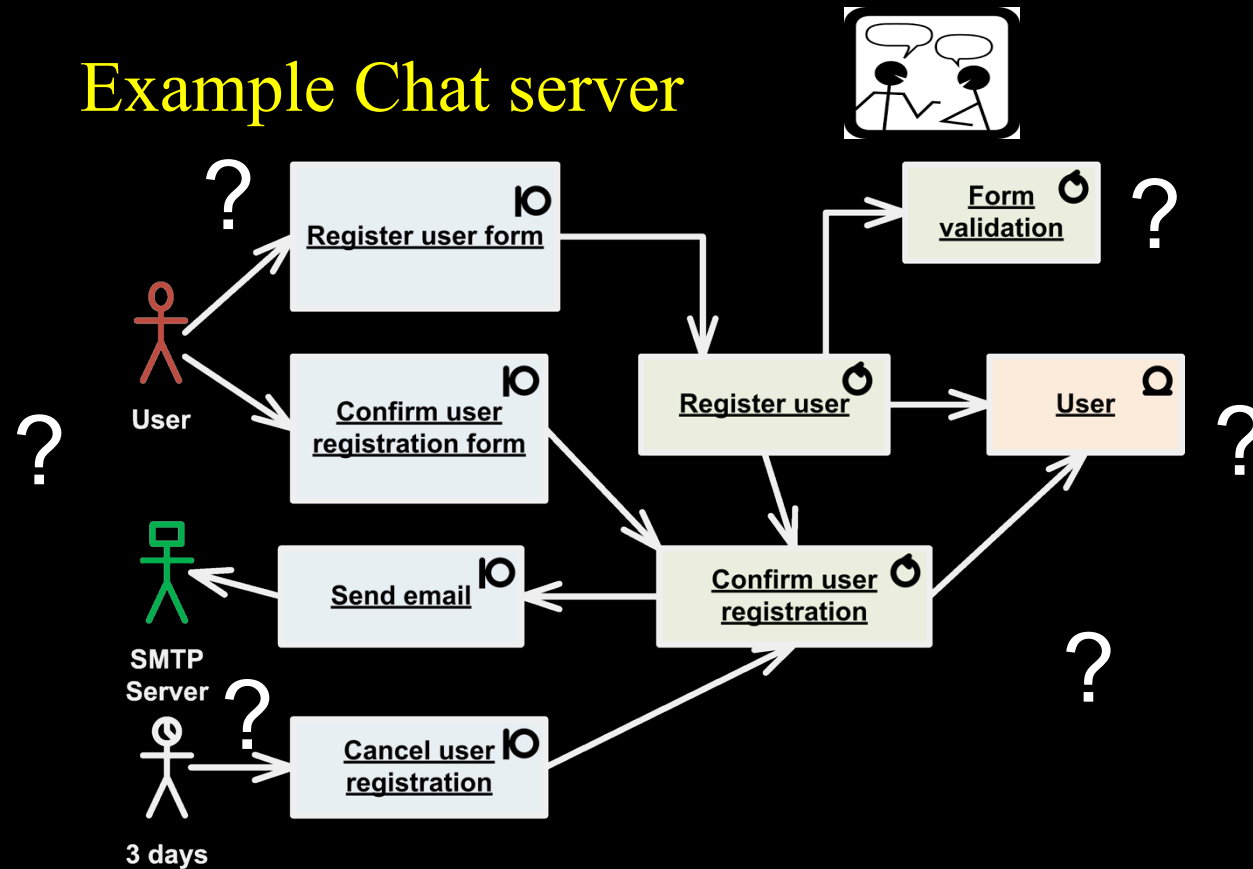 Example Chat server
?
Register user form
Form
validation
?
User
Confirm user
registration form
Register user
User
?
?
SMTP
Server
Send email
Confirm user
registration
?
?
Cancel user
registration
3 days